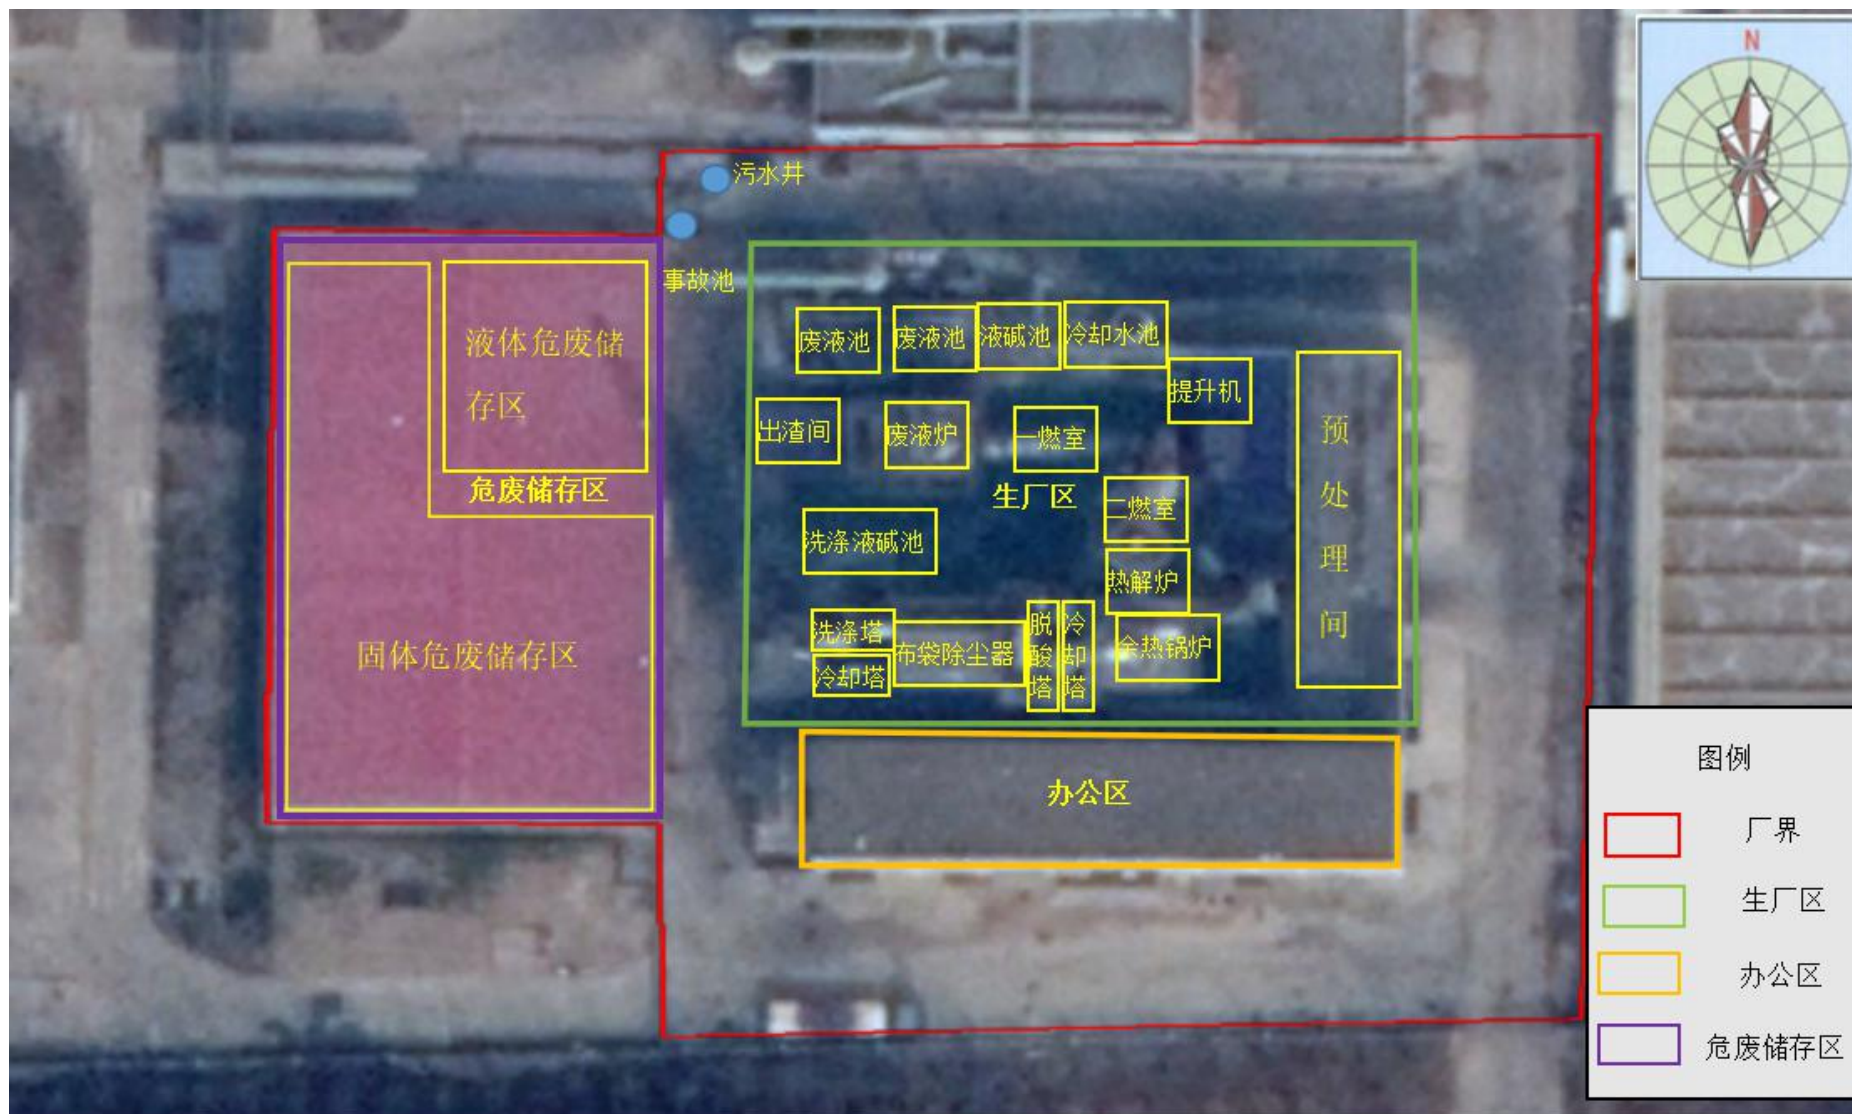 N
污水井
事故池
液体危废储
存区
危废储存区
固体危废储存区
废液池
废液池
液碱池
冷却水池
提升机
出渣间
废液炉
一燃室
生厂区
二燃室
洗涤液碱池
热解炉
预
处
理
间
洗涤塔
冷却塔
布袋除尘器
脱
酸
塔
冷
却
塔
余热锅炉
办公区
图例
厂界
生厂区
办公区
危废储存区